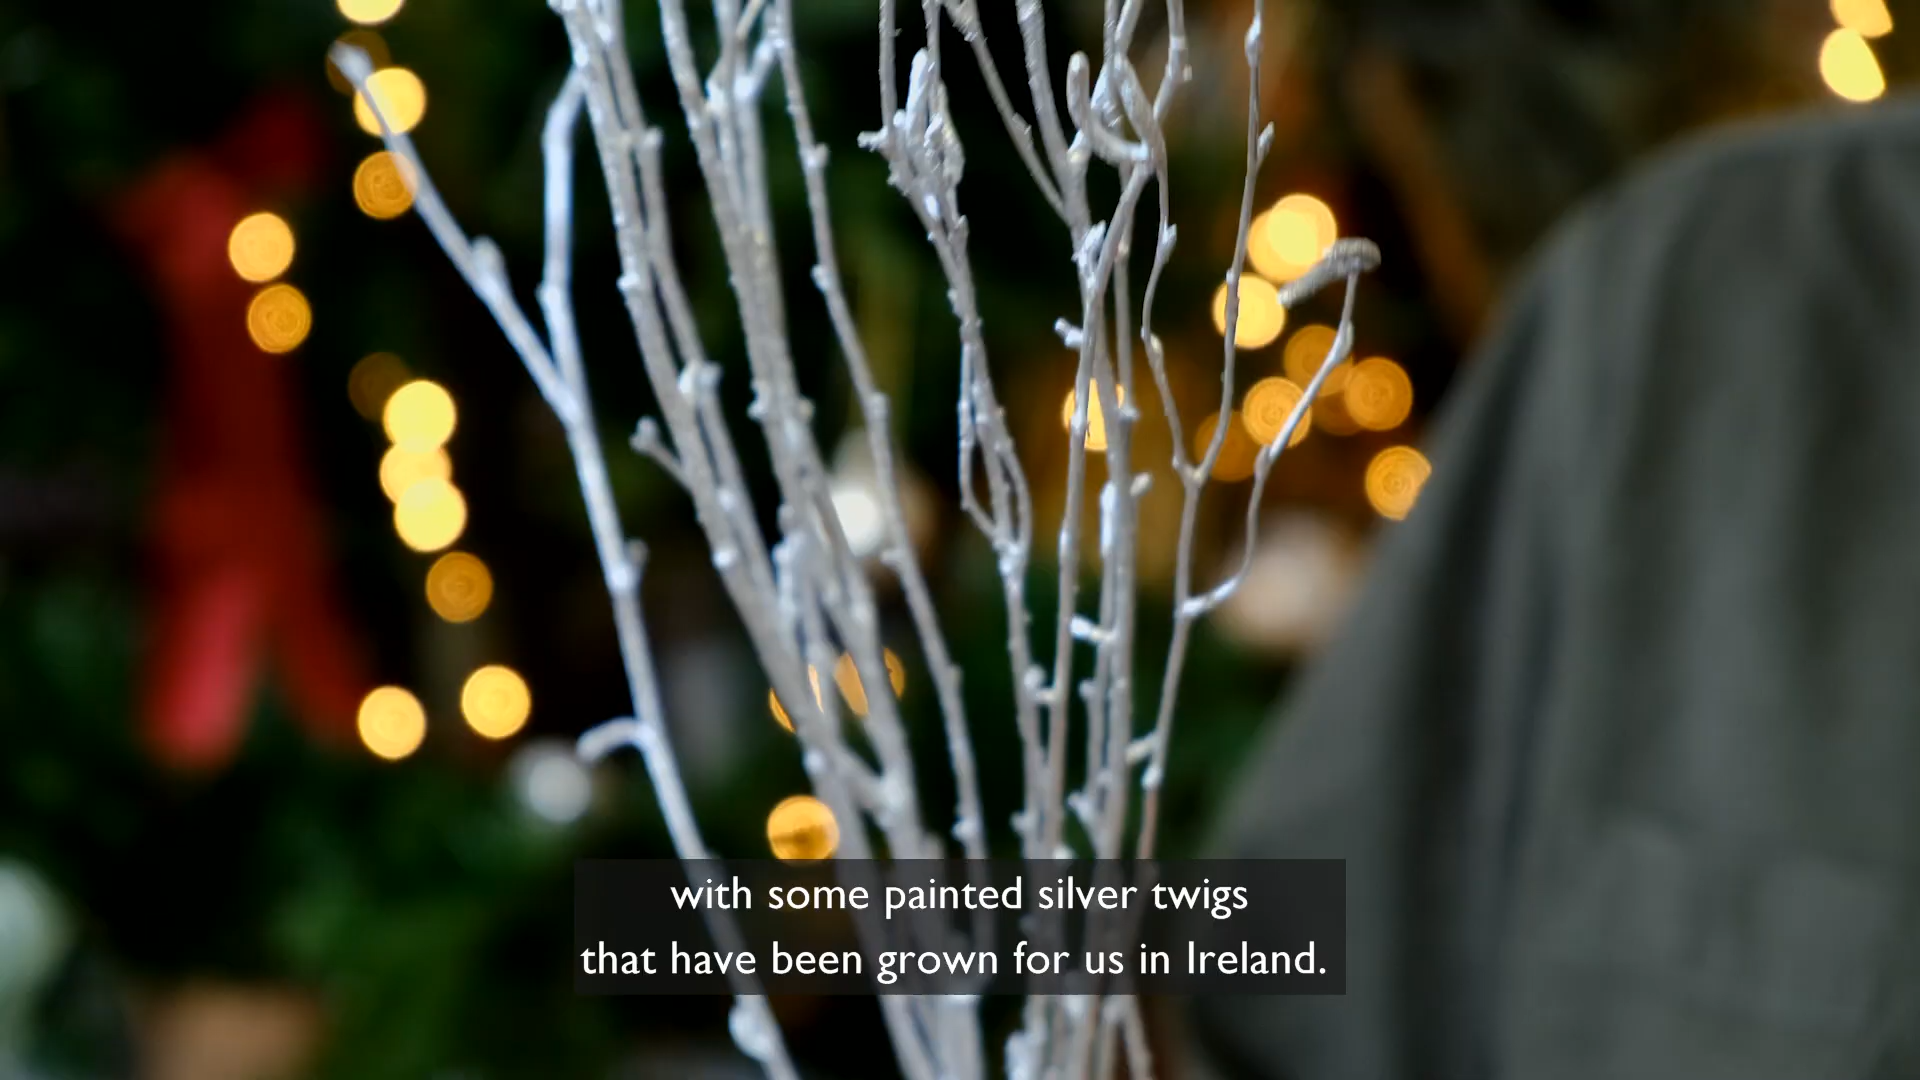 with some painted silver twigs
that have been grown for us in Ireland.